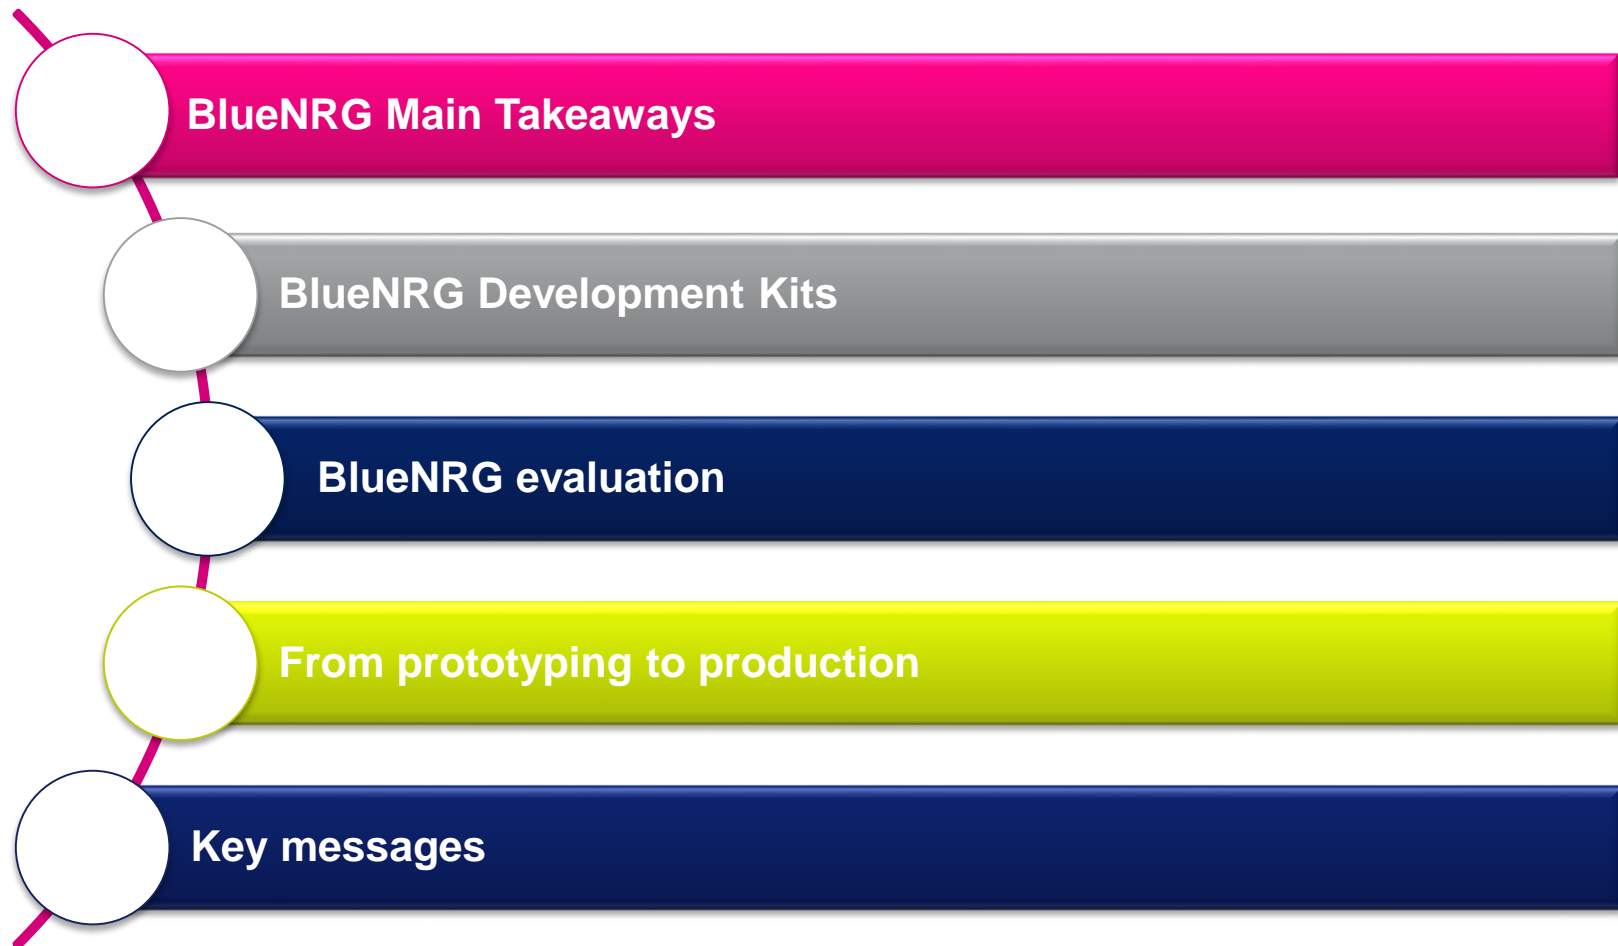 BlueNRG Main Takeaways
BlueNRG Development Kits
BlueNRG evaluation
From prototyping to production
Key messages